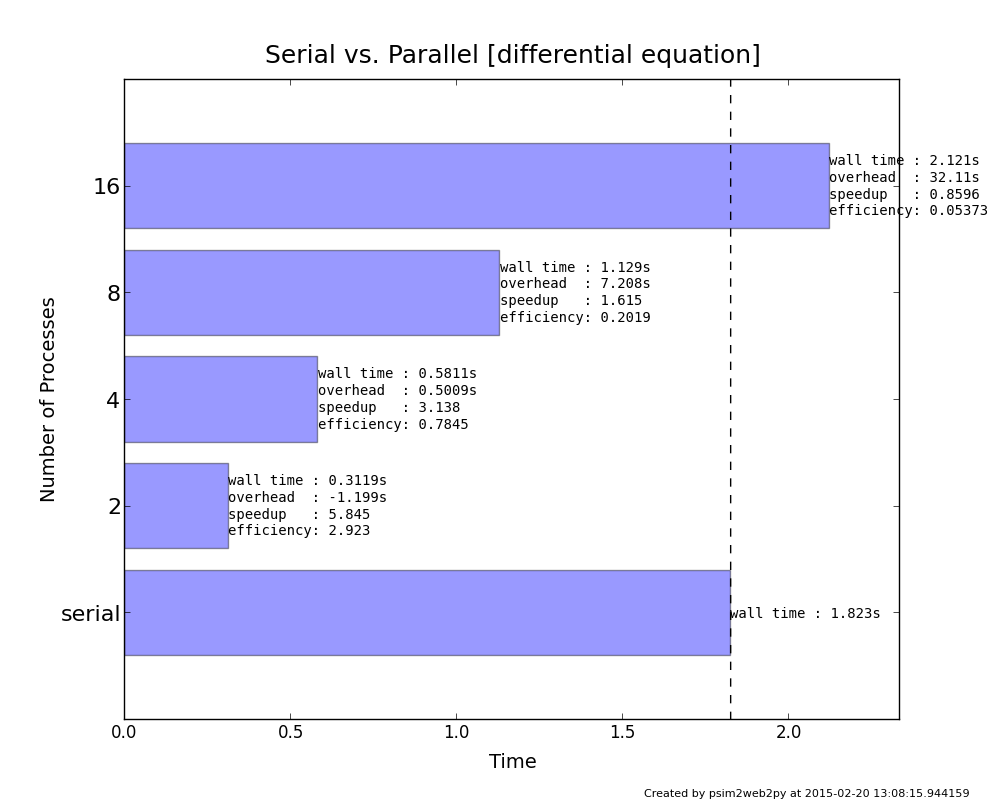 Serial vs. Parallel [differential equation]
Number of Processes
16
wall time : 2.121s
overhead  : 32.11s
speedup   : 0.8596
efficiency: 0.05373
8
wall time : 1.129s
overhead  : 7.208s
speedup   : 1.615
efficiency: 0.2019
4
wall time : 0.5811s
overhead  : 0.5009s
speedup   : 3.138
efficiency: 0.7845
2
wall time : 0.3119s
overhead  : -1.199s
speedup   : 5.845
efficiency: 2.923
serial
wall time : 1.823s
0.0 0.5 1.0 1.5 2.0
Time
Created by psim2web2py at 2015-02-20 13:08:15.944159